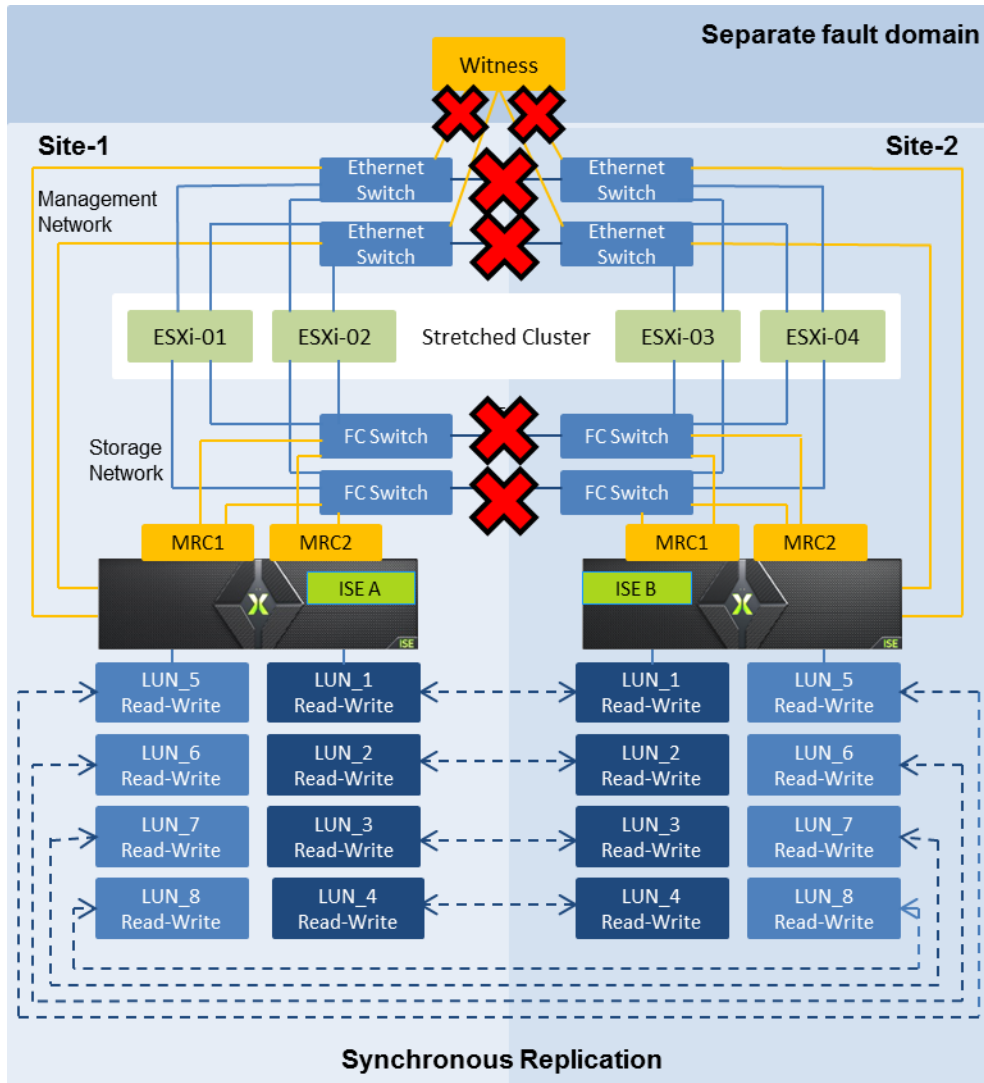 Separate fault domain
Witness
Site-1
Site-2
Ethernet
Switch
Ethernet
Switch
Management
Network
Ethernet
Switch
Ethernet
Switch
ESXi-01
ESXi-02
Stretched Cluster
ESXi-03
ESXi-04
Storage
Network
FC Switch
FC Switch
FC Switch
FC Switch
MRC1
MRC2
MRC1
MRC2
ISE A
ISE B
ISE
ISE
LUN_5
Read-Write
LUN_1
Read-Write
LUN_1
Read-Write
LUN_5
Read-Write
LUN_6
Read-Write
LUN_2
Read-Write
LUN_2
Read-Write
LUN_6
Read-Write
LUN_7
Read-Write
LUN_3
Read-Write
LUN_3
Read-Write
LUN_7
Read-Write
LUN_8
Read-Write
LUN_4
Read-Write
LUN_4
Read-Write
LUN_8
Read-Write
Synchronous Replication